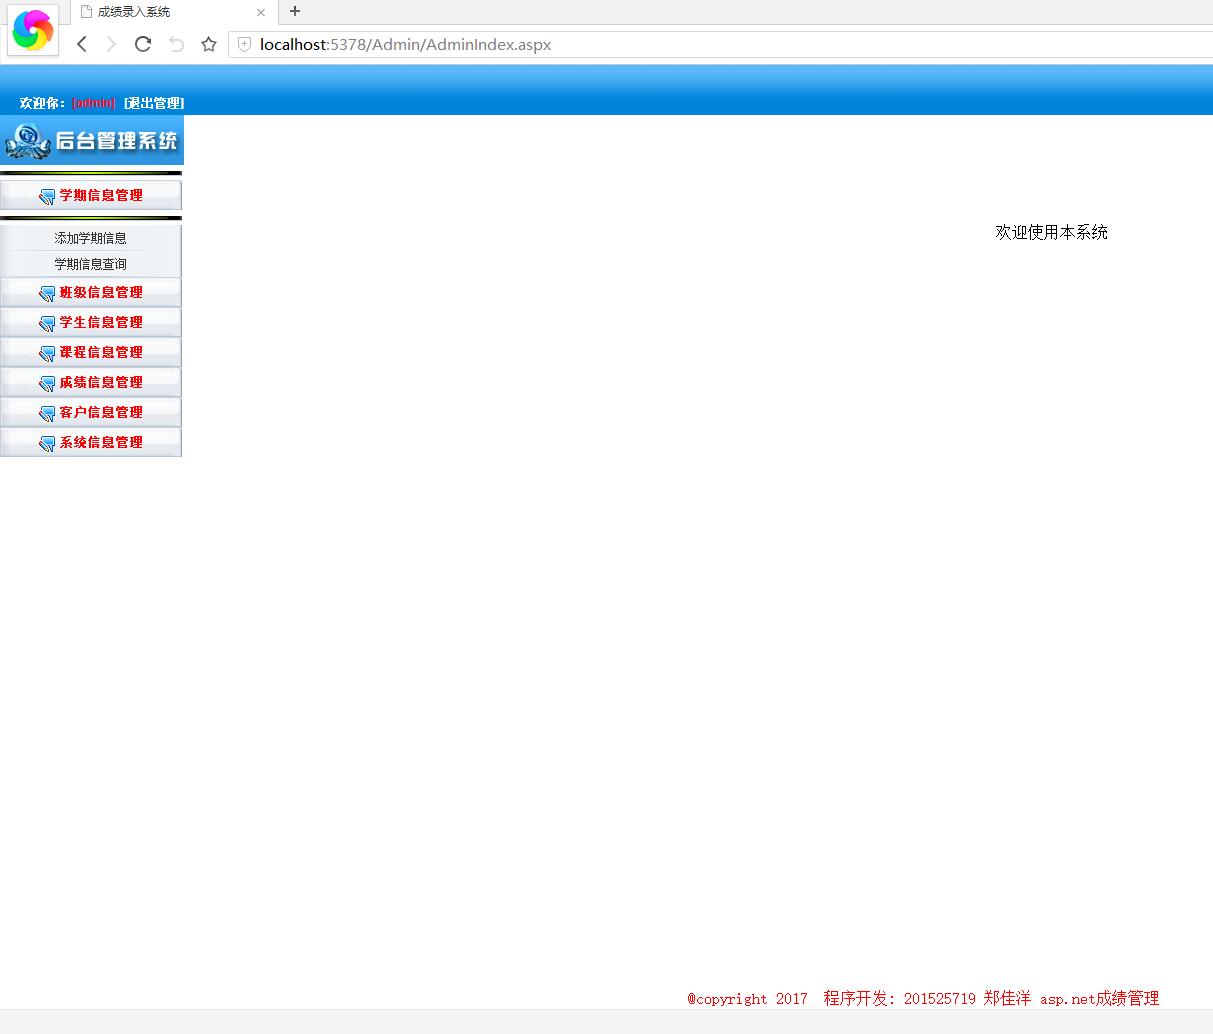 成绩录入系统
localhost:5378/Admin/AdminIndex.aspx
欢迎你：[admin] [退出管理]
后台管理系统
学期信息管理
添加学期信息
学期信息查询
班级信息管理
学生信息管理
课程信息管理
成绩信息管理
客户信息管理
系统信息管理
欢迎使用本系统
@copyright 2017 程序开发: 201525719 郑佳洋 asp.net成绩管理